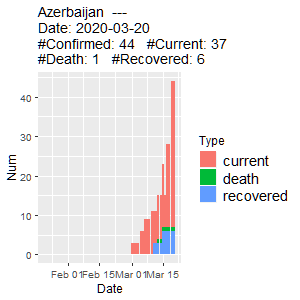 Azerbaijan  ---
Date: 2020-03-20
#Confirmed: 44   #Current: 37
#Death: 1   #Recovered: 6
Num
40
30
20
10
0
Feb 01
Feb 15
Mar 01
Mar 15
Date
Type
current
death
recovered